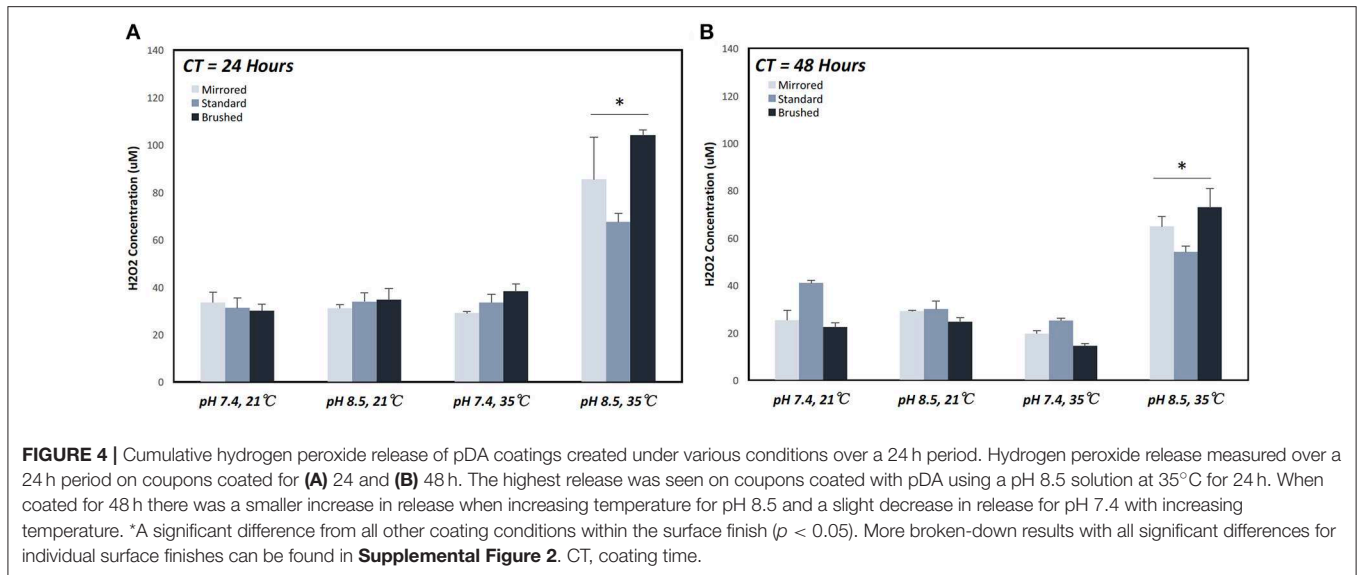 A
CT = 24 Hours
Mirrored
Standard
Brushed
H2O2 Concentration (uM)
140
120
100
80
60
40
20
0
*
pH 7.4, 21℃
pH 8.5, 21℃
pH 7.4, 35℃
pH 8.5, 35℃
B
CT = 48 Hours
Mirrored
Standard
Brushed
H2O2 Concentration (uM)
140
120
100
80
60
40
20
0
*
pH 7.4, 21℃
pH 8.5, 21℃
pH 7.4, 35℃
pH 8.5, 35℃
FIGURE 4 | Cumulative hydrogen peroxide release of pDA coatings created under various conditions over a 24 h period. Hydrogen peroxide release measured over a
24 h period on coupons coated for (A) 24 and (B) 48 h. The highest release was seen on coupons coated with pDA using a pH 8.5 solution at 35°C for 24 h. When
coated for 48 h there was a smaller increase in release when increasing temperature for pH 8.5 and a slight decrease in release for pH 7.4 with increasing
temperature. *A significant difference from all other coating conditions within the surface finish (p < 0.05). More broken-down results with all significant differences for
individual surface finishes can be found in Supplemental Figure 2. CT, coating time.